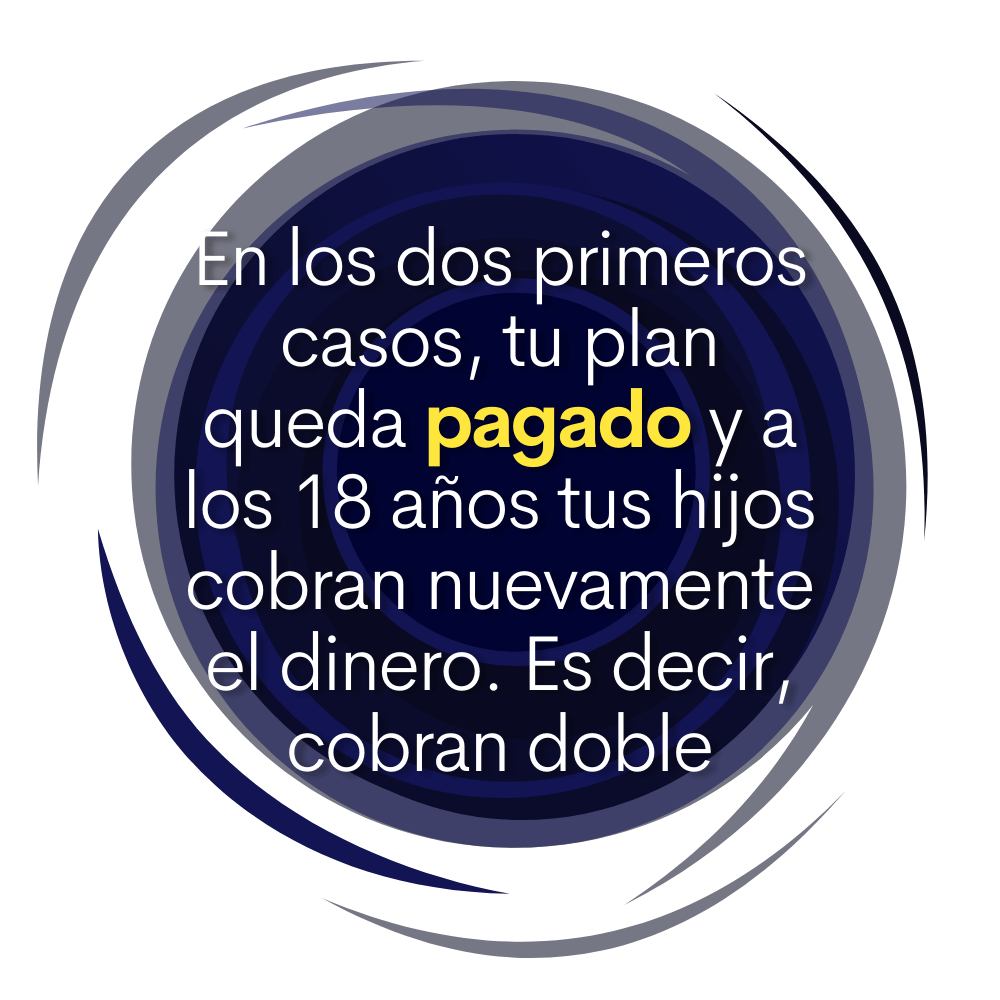 En los dos primeros
casos, tu plan
queda pagado y a
los 18 años tus hijos
cobran nuevamente
el dinero. Es decir,
cobran doble